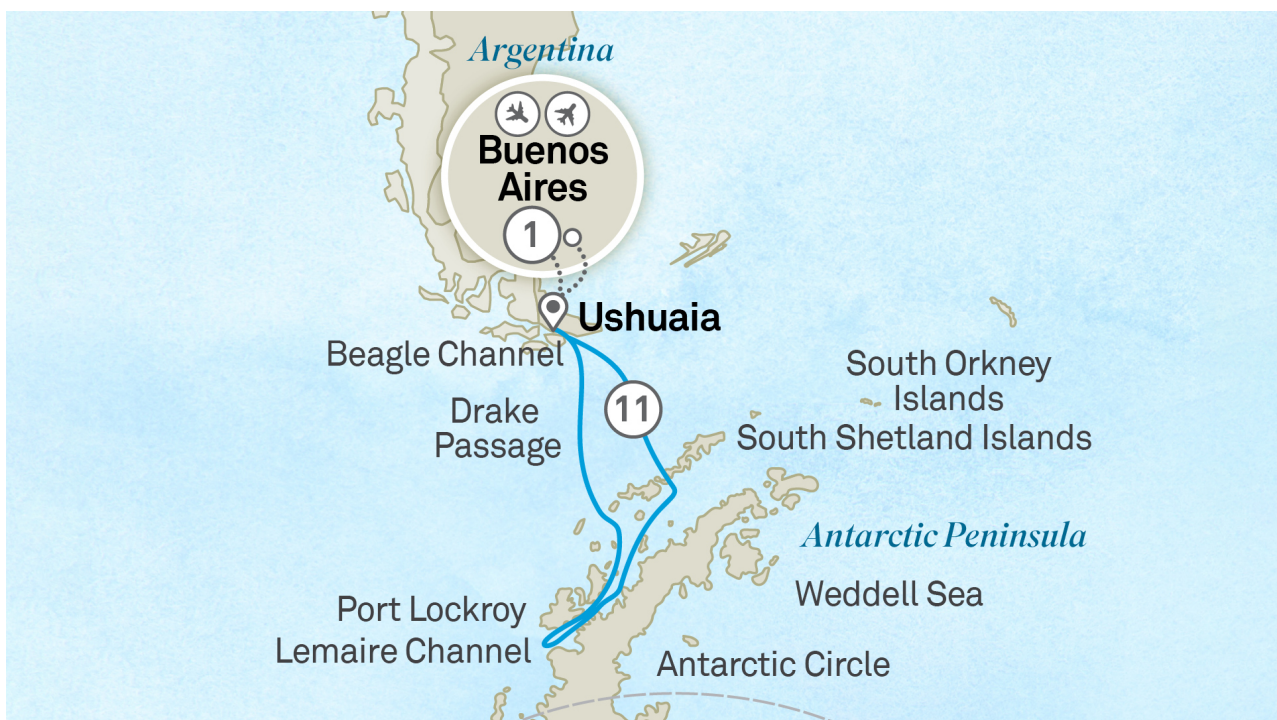 Argentina
Buenos
Aires
1
Ushuaia
Beagle Channel
Drake
Passage
11
South Orkney
Islands
South Shetland Islands
Antarctic Peninsula
Weddell Sea
Port Lockroy
Lemaire Channel
Antarctic Circle